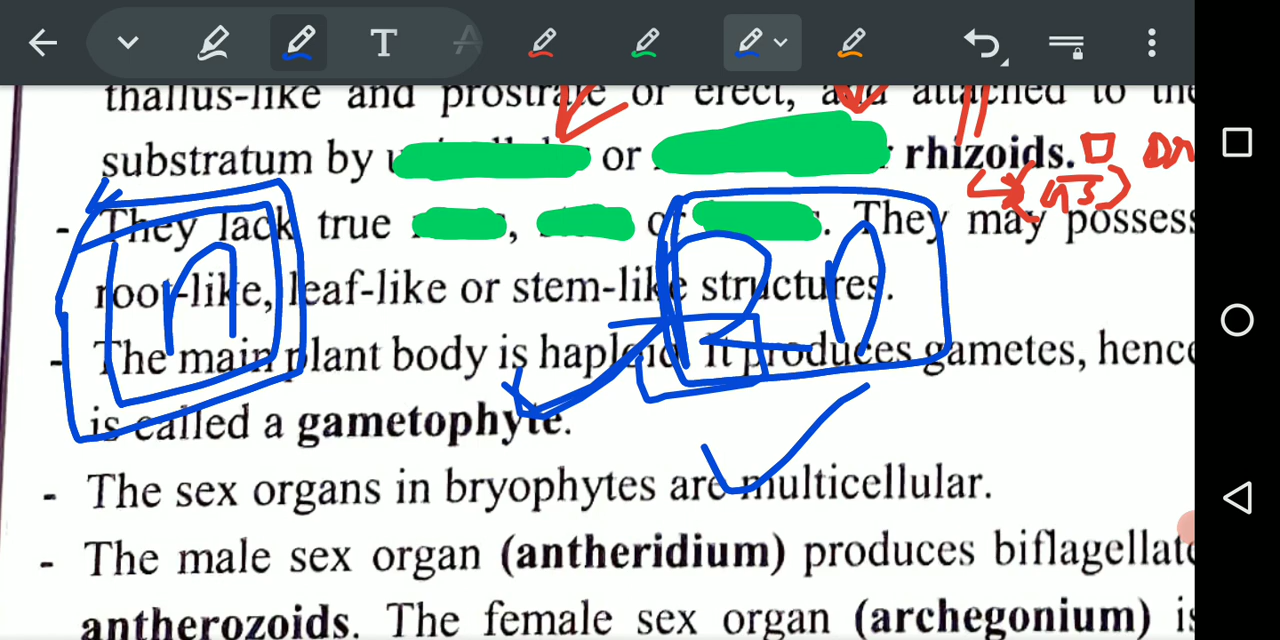 T A
thallus-like and prostrate or erect, and attached to the
substratum by or rhizoids.
- They lack true , or . They may possess
root-like, leaf-like or stem-like structures.
n 2n
- The main plant body is haploid. It produces gametes, hence
is called a gametophyte.
- The sex organs in bryophytes are multicellular.
- The male sex organ (antheridium) produces biflagellate
antherozoids. The female sex organ (archegonium) is